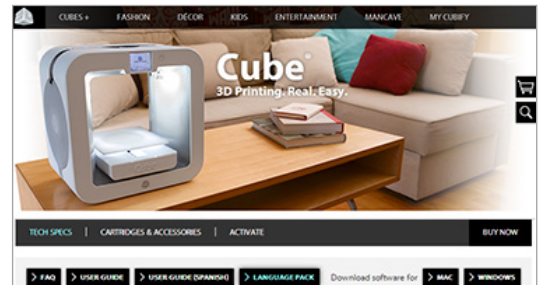 CUBES + FASHION DÉCOR KIDS ENTERTAINMENT MANCAVE MY CUBIFY
Cube®
3D Printing. Real. Easy.
TECH SPECS | CARTRIDGES & ACCESSORIES | ACTIVATE BUY NOW
> FAQ > USER GUIDE > USER GUIDE (SPANISH) > LANGUAGE PACK Download software for > MAC > WINDOWS